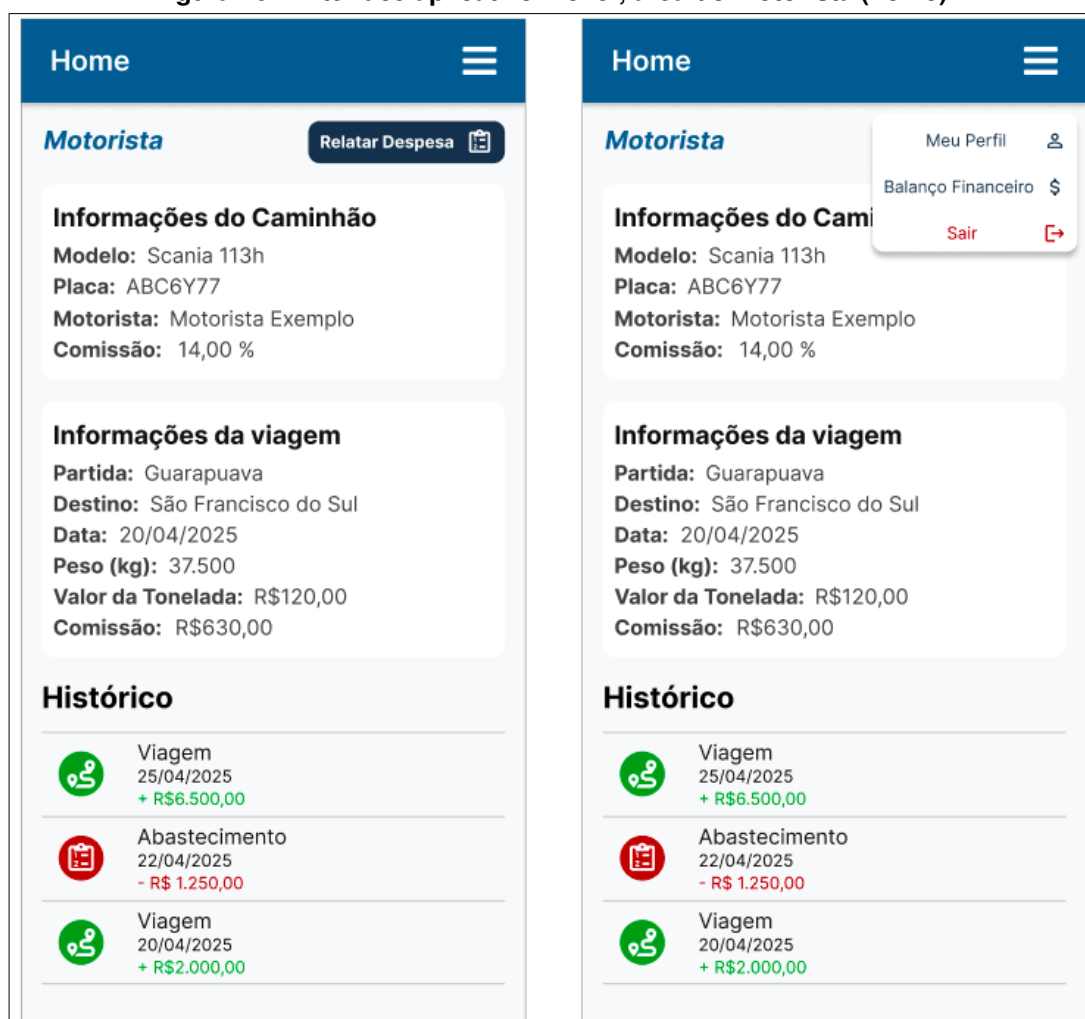 Home
Motorista
Relatar Despesa
Informações do Caminhão
Modelo: Scania 113h
Placa: ABC6Y77
Motorista: Motorista Exemplo
Comissão: 14,00 %
Informações da viagem
Partida: Guarapuava
Destino: São Francisco do Sul
Data: 20/04/2025
Peso (kg): 37.500
Valor da Tonelada: R$120,00
Comissão: R$630,00
Histórico
Viagem
25/04/2025
+ R$6.500,00
Abastecimento
22/04/2025
- R$ 1.250,00
Viagem
20/04/2025
+ R$2.000,00
Home
Motorista
Meu Perfil
Balanço Financeiro $
Sair
Informações do Cami
Modelo: Scania 113h
Placa: ABC6Y77
Motorista: Motorista Exemplo
Comissão: 14,00 %
Informações da viagem
Partida: Guarapuava
Destino: São Francisco do Sul
Data: 20/04/2025
Peso (kg): 37.500
Valor da Tonelada: R$120,00
Comissão: R$630,00
Histórico
Viagem
25/04/2025
+ R$6.500,00
Abastecimento
22/04/2025
- R$ 1.250,00
Viagem
20/04/2025
+ R$2.000,00